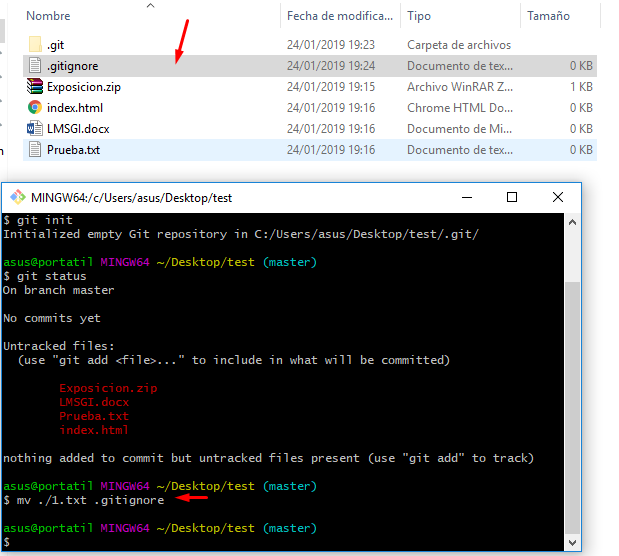 Nombre Fecha de modifica... Tipo Tamaño
.git 24/01/2019 19:23 Carpeta de archivos
.gitignore 24/01/2019 19:24 Documento de tex... 0 KB
Exposicion.zip 24/01/2019 19:15 Archivo WinRAR Z... 1 KB
index.html 24/01/2019 19:16 Chrome HTML Do... 0 KB
LMSGI.docx 24/01/2019 19:16 Documento de Mi... 0 KB
Prueba.txt 24/01/2019 19:16 Documento de tex... 0 KB
MINGW64:/c/Users/asus/Desktop/test
$ git init
Initialized empty Git repository in C:/Users/asus/Desktop/test/.git/
asus@portatil MINGW64 ~/Desktop/test (master)
$ git status
On branch master
No commits yet
Untracked files:
(use "git add <file>..." to include in what will be committed)
Exposicion.zip
LMSGI.docx
Prueba.txt
index.html
nothing added to commit but untracked files present (use "git add" to track)
asus@portatil MINGW64 ~/Desktop/test (master)
$ mv ./1.txt .gitignore
asus@portatil MINGW64 ~/Desktop/test (master)
$